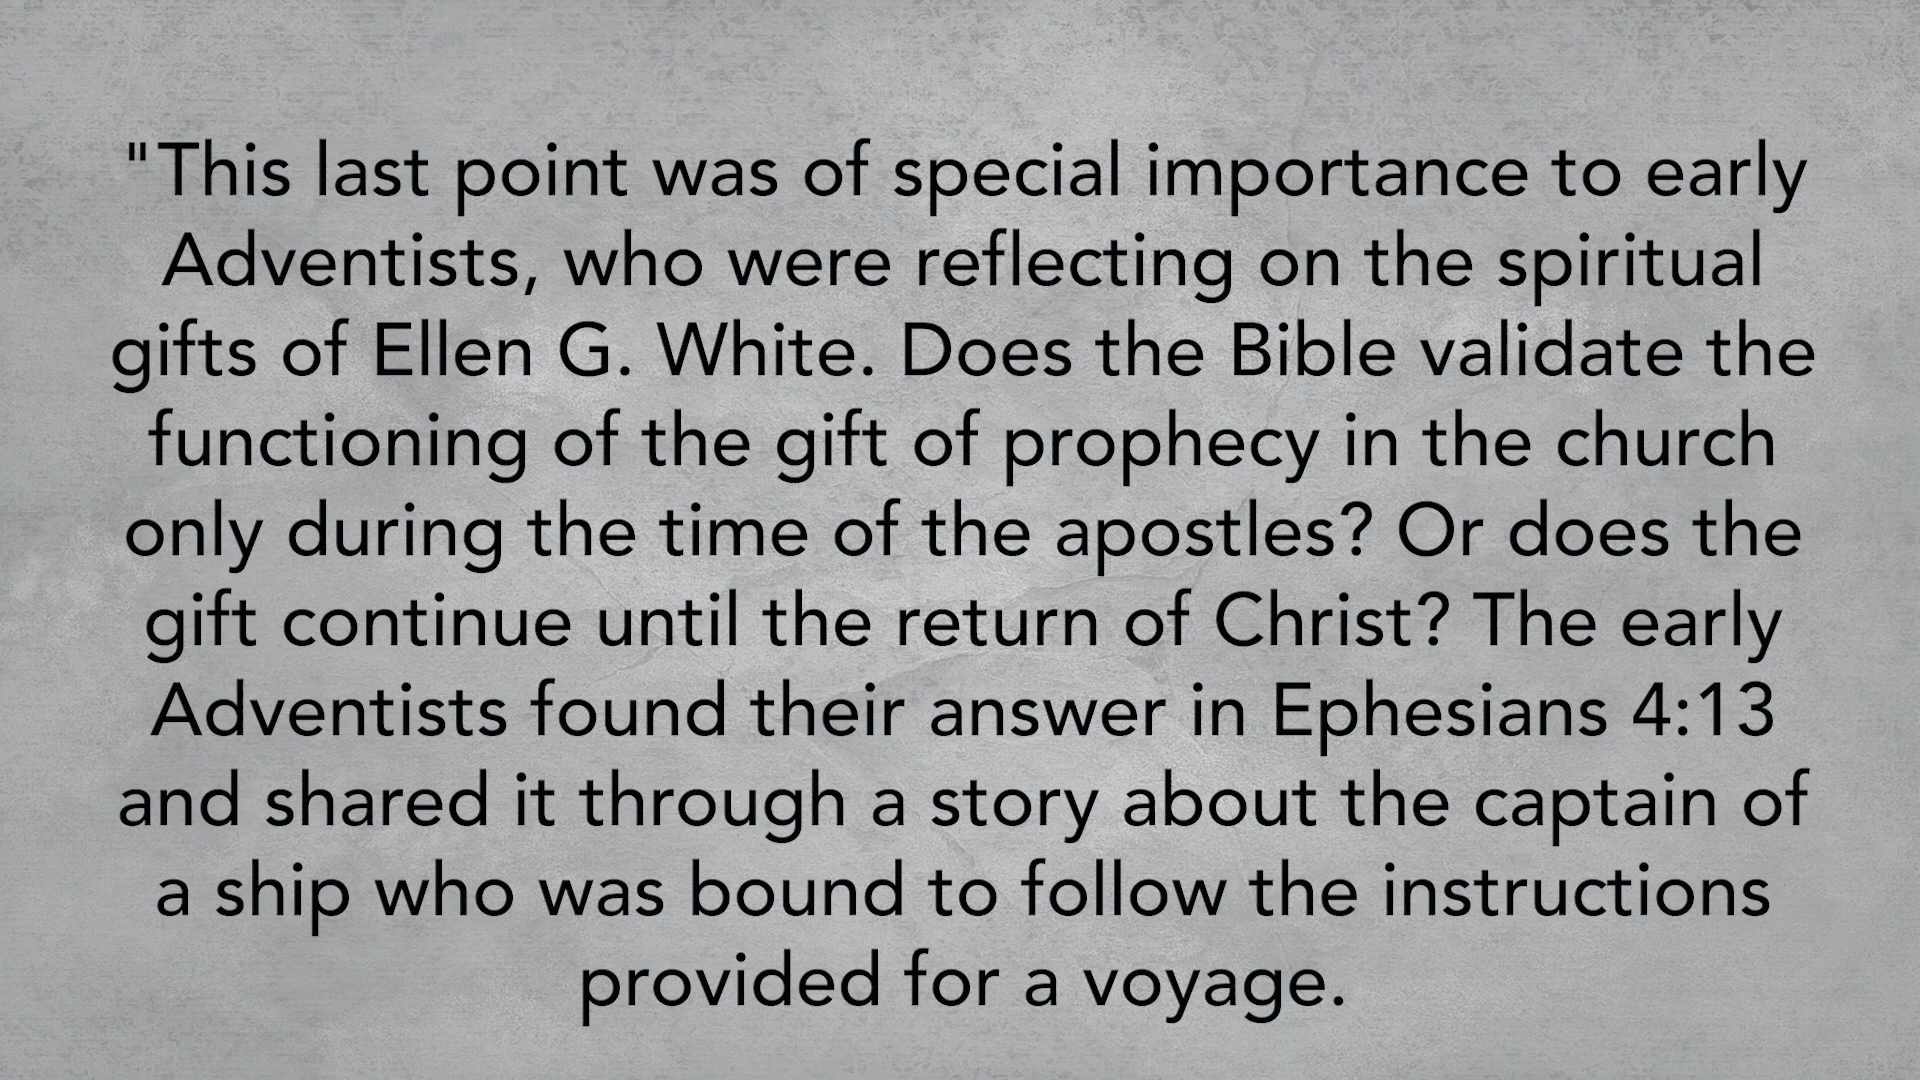 "This last point was of special importance to early
Adventists, who were reflecting on the spiritual
gifts of Ellen G. White. Does the Bible validate the
functioning of the gift of prophecy in the church
only during the time of the apostles? Or does the
gift continue until the return of Christ? The early
Adventists found their answer in Ephesians 4:13
and shared it through a story about the captain of
a ship who was bound to follow the instructions
provided for a voyage.